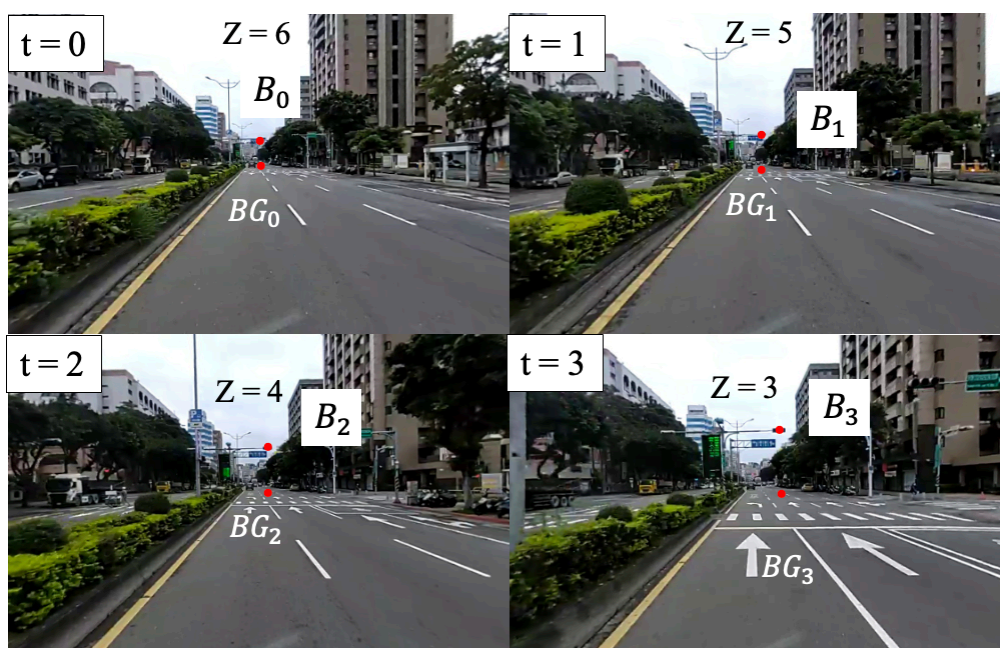 t = 0
Z = 6
B₀
BG₀
t = 1
Z = 5
B₁
BG₁
t = 2
Z = 4
B₂
BG₂
t = 3
Z = 3
B₃
BG₃